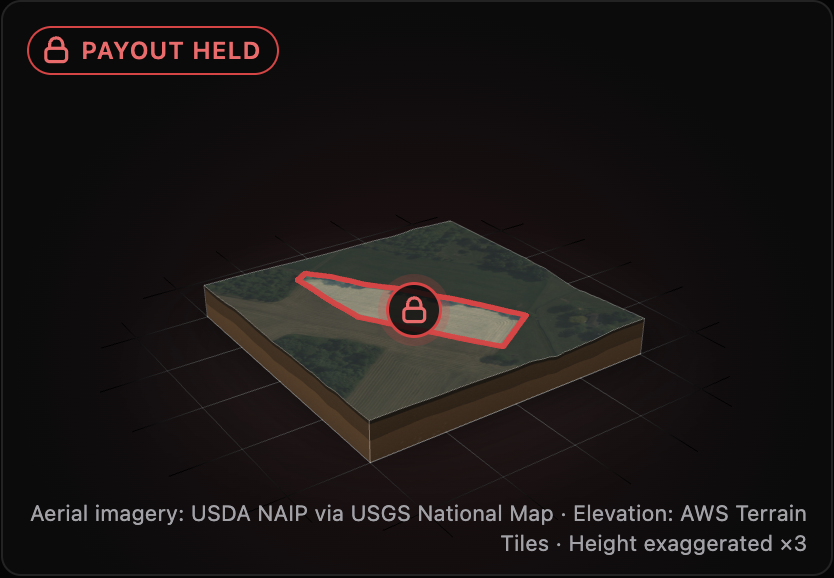 PAYOUT HELD
Aerial imagery: USDA NAIP via USGS National Map · Elevation: AWS Terrain
Tiles · Height exaggerated ×3